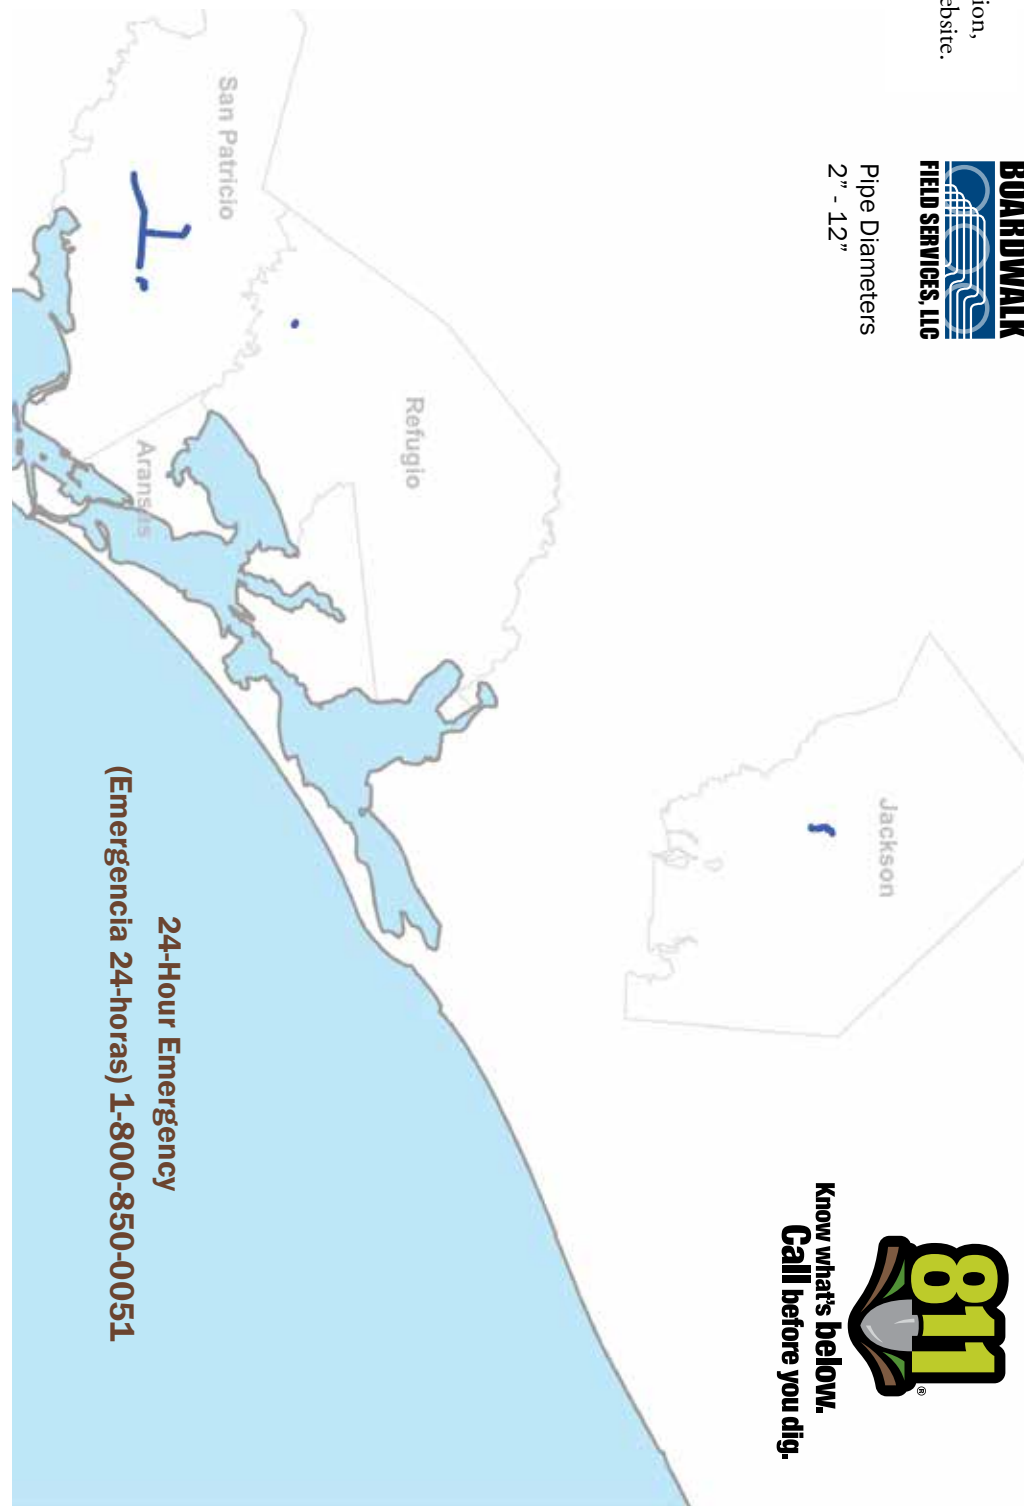 ion,
ebsite.
BOARDWALK
FIELD SERVICES, LLC
Pipe Diameters
2” - 12”
811®
Know what's below.
Call before you dig.
Jackson
Refugio
San Patricio
Aransas
24-Hour Emergency
(Emergencia 24-horas) 1-800-850-0051